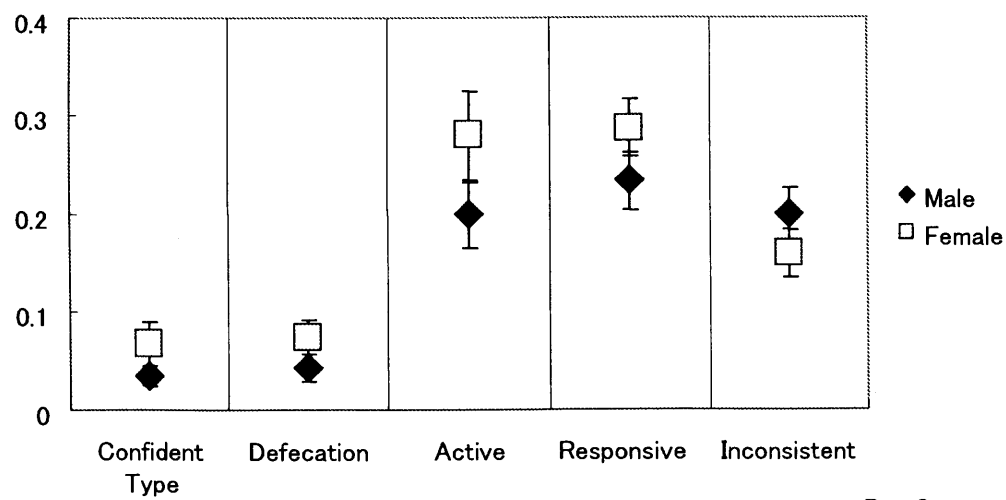 0.4
0.3
0.2
0.1
0
Confident
Type
Defecation
Active
Responsive
Inconsistent
Male
Female